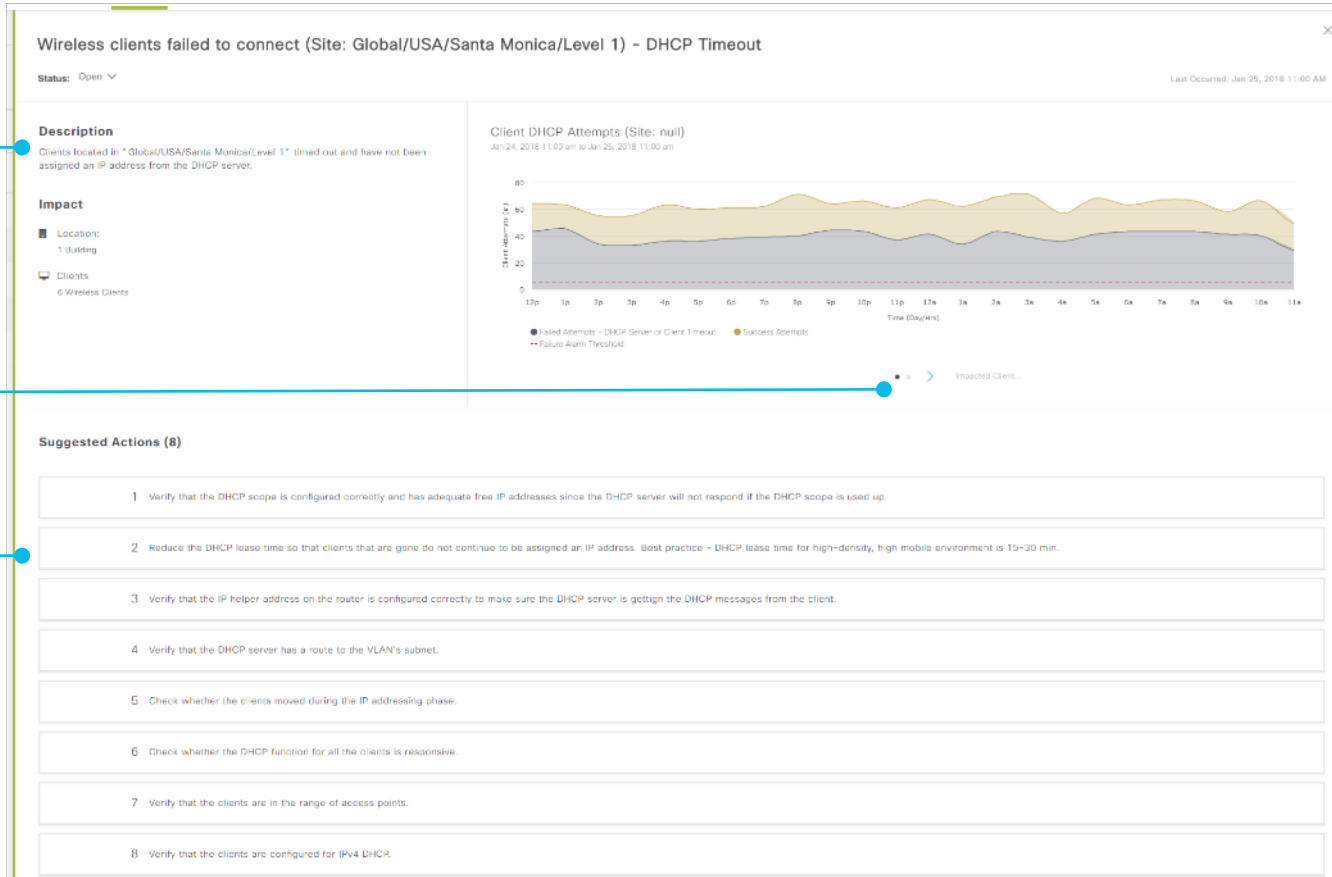 Wireless clients failed to connect (Site: Global/USA/Santa Monica/Level 1) - DHCP Timeout
Status: Open
Last Occurred: Jan 25, 2018 11:00 AM
Description
Clients located in "Global/USA/Santa Monica/Level 1" timed out and have not been
assigned an IP address from the DHCP server.
Impact
Location:
1 Building
Clients
6 Wireless Clients
Client DHCP Attempts (Site: null)
Jan 24, 2018 11:03 am to Jan 25, 2018 11:00 am
Client Attempts (#)
80
60
40
20
0
12p 1p 2p 3p 4p 5p 6p 7p 8p 9p 10p 11p 12a 1a 2a 3a 4a 5a 6a 7a 8a 9a 10a 11a
Time (Day/Hrs)
Failed Attempts - DHCP Server or Client Timeout Success Attempts
Failure Alarm Threshold
Impacted Client...
Suggested Actions (8)
1 Verify that the DHCP scope is configured correctly and has adequate free IP addresses since the DHCP server will not respond if the DHCP scope is used up.
2 Reduce the DHCP lease time so that clients that are gone do not continue to be assigned an IP address. Best practice - DHCP lease time for high-density, high mobile environment is 15-30 min.
3 Verify that the IP helper address on the router is configured correctly to make sure the DHCP server is gettign the DHCP messages from the client.
4 Verify that the DHCP server has a route to the VLAN's subnet.
5 Check whether the clients moved during the IP addressing phase.
6 Check whether the DHCP function for all the clients is responsive.
7 Verify that the clients are in the range of access points.
8 Verify that the clients are configured for IPv4 DHCP.